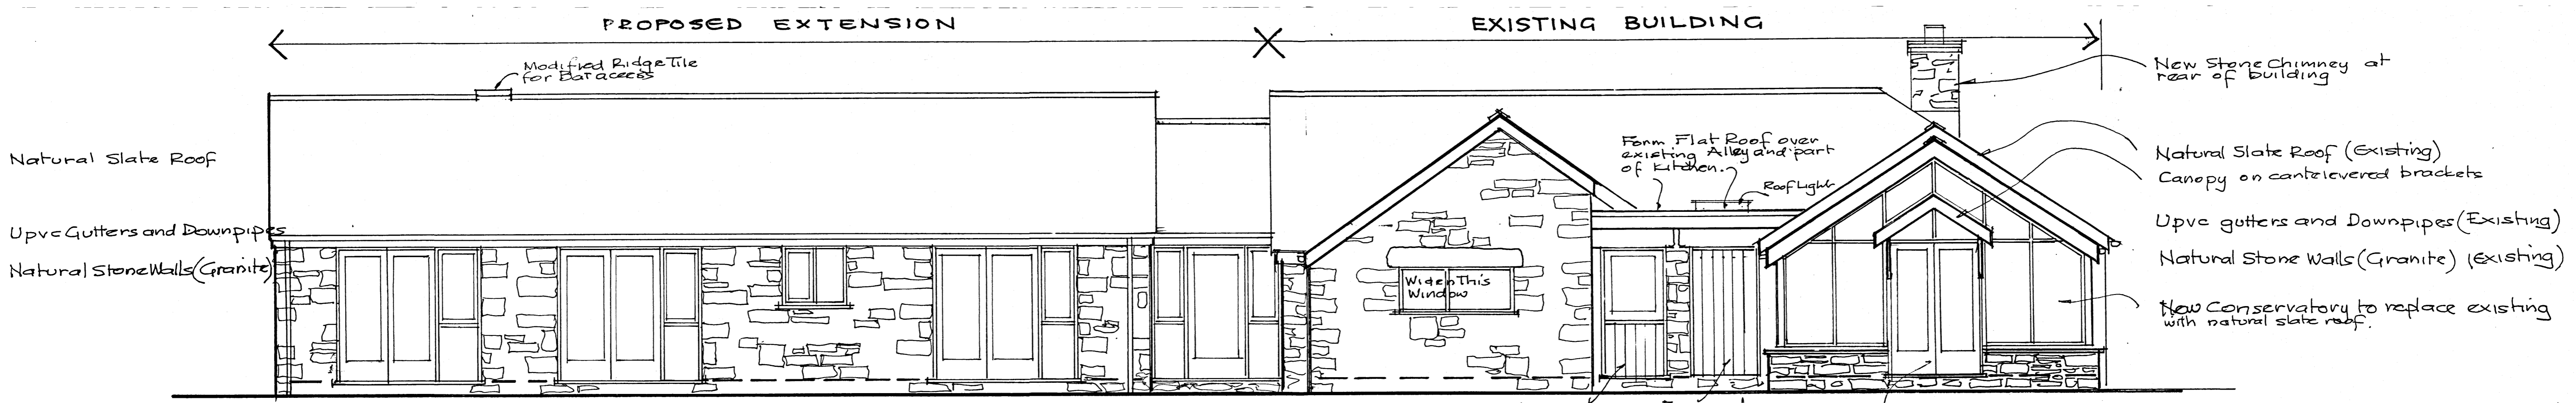 PROPOSED EXTENSION
EXISTING BUILDING
Modified Ridge Tile
for Bat access
New Stone Chimney at
rear of building
Natural Slate Roof
Form Flat Roof over
existing Alley and part
of Kitchen.
Roof Light
Natural Slate Roof (Existing)
Canopy on cantelevered brackets
Upvc Gutters and Downpipes
Upvc gutters and Downpipes (Existing)
Natural Stone Walls (Granite)
Natural Stone Walls (Granite) (Existing)
Widen This
Window
New Conservatory to replace existing
with natural slate roof.